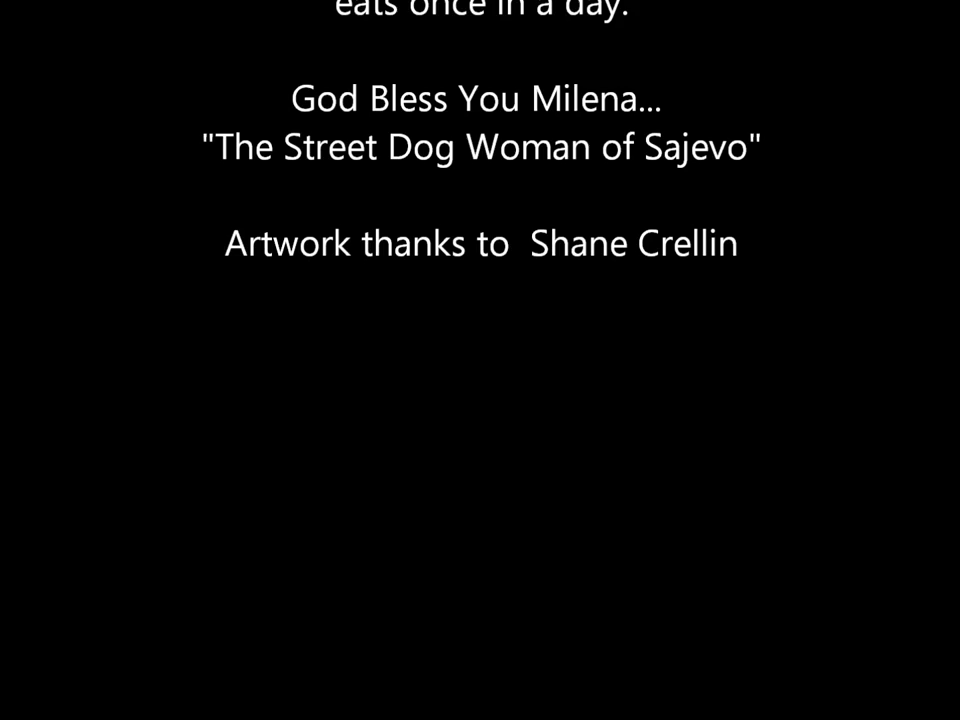 eats once in a day.
God Bless You Milena...
"The Street Dog Woman of Sajevo"
Artwork thanks to  Shane Crellin